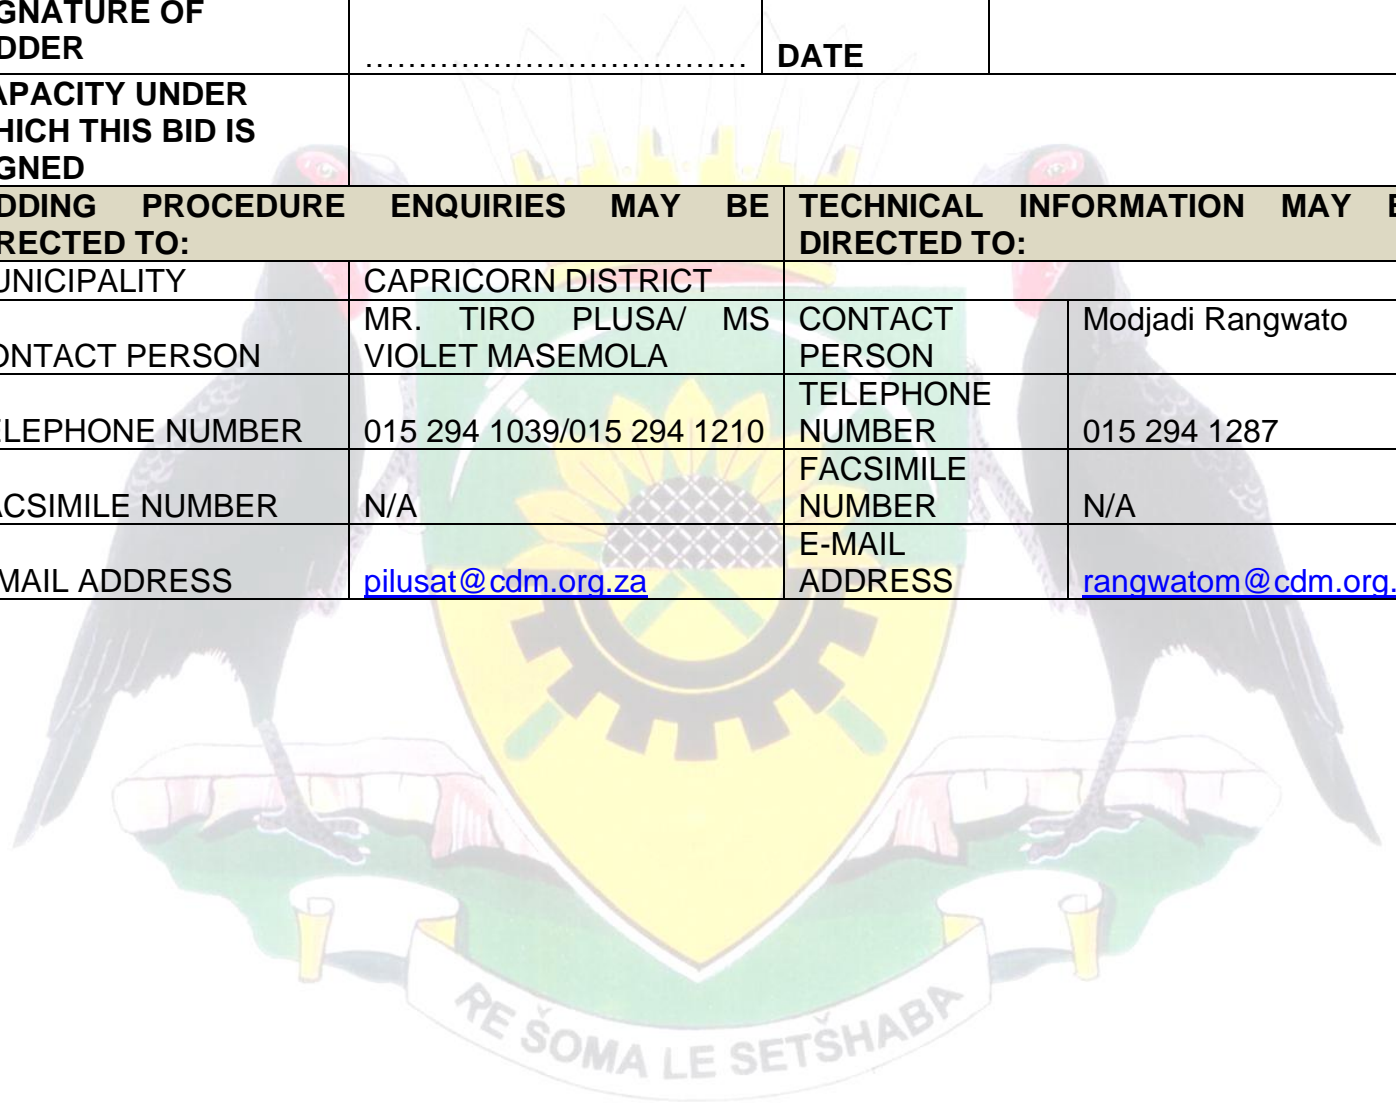 GNATURE OF
DDER
.................................... DATE
APACITY UNDER
HICH THIS BID IS
GNED
DDING PROCEDURE ENQUIRIES MAY BE
RECTED TO:
TECHNICAL INFORMATION MAY
DIRECTED TO:
UNICIPALITY CAPRICORN DISTRICT
ONTACT PERSON
MR. TIRO PLUSA/ MS
VIOLET MASEMOLA
CONTACT
PERSON
Modjadi Rangwato
ELEPHONE NUMBER 015 294 1039/015 294 1210
TELEPHONE
NUMBER
015 294 1287
ACSIMILE NUMBER N/A
FACSIMILE
NUMBER
N/A
MAIL ADDRESS pilusat@cdm.org.za
E-MAIL
ADDRESS
rangwatom@cdm.org.
RE ŠOMA LE SETŠHABA